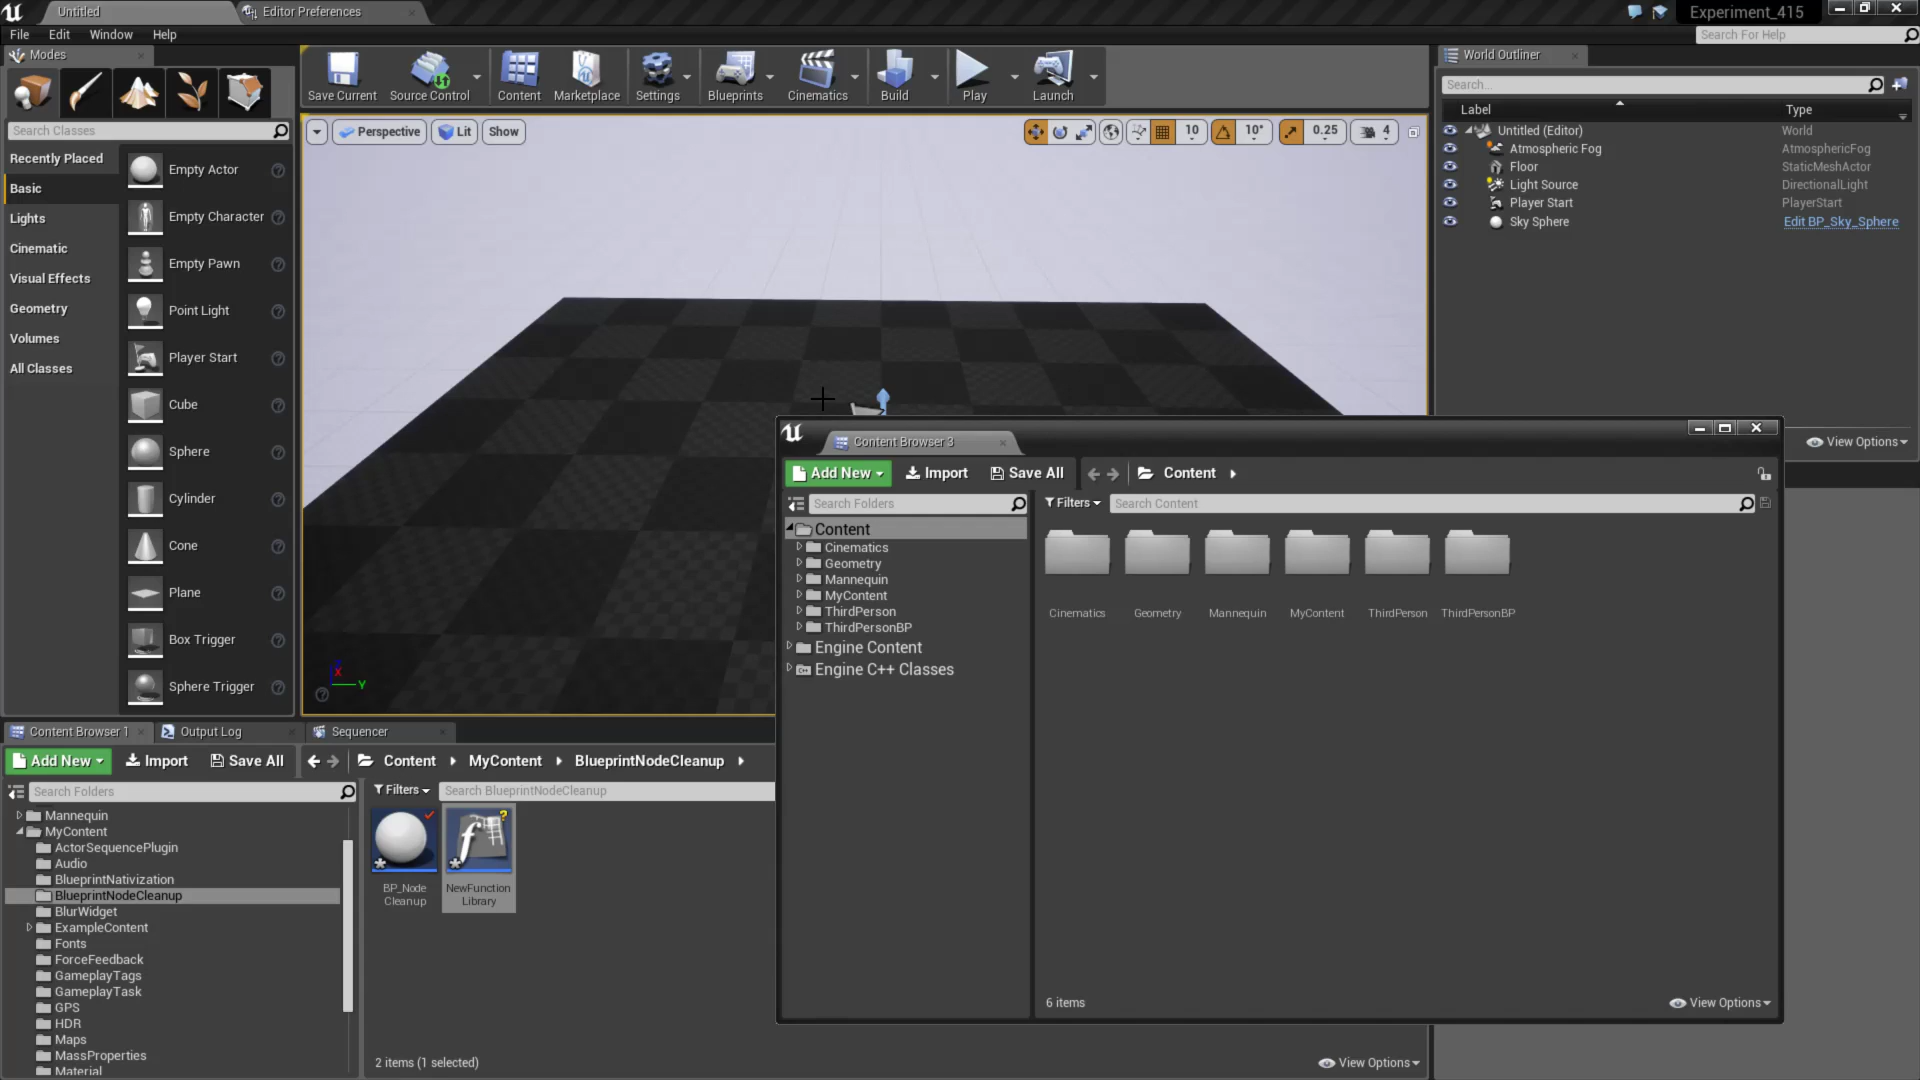 Untitled
Editor Preferences
Experiment_415
File Edit Window Help
Search For Help
Modes
Save Current
Source Control
Content
Marketplace
Settings
Blueprints
Cinematics
Build
Play
Launch
World Outliner
Search...
Label Type
Untitled (Editor) World
Atmospheric Fog AtmosphericFog
Floor StaticMeshActor
Light Source DirectionalLight
Player Start PlayerStart
Sky Sphere Edit BP_Sky_Sphere
View Options
Search Classes
Recently Placed
Basic
Lights
Cinematic
Visual Effects
Geometry
Volumes
All Classes
Empty Actor
Empty Character
Empty Pawn
Point Light
Player Start
Cube
Sphere
Cylinder
Cone
Plane
Box Trigger
Sphere Trigger
Perspective Lit Show
10 10° 0.25 4
X
Y
Content Browser 3
Add New Import Save All Content
Search Folders
Filters Search Content
Content
Cinematics
Geometry
Mannequin
MyContent
ThirdPerson
ThirdPersonBP
Engine Content
Engine C++ Classes
Cinematics Geometry Mannequin MyContent ThirdPerson ThirdPersonBP
6 items
View Options
Content Browser 1
Output Log
Sequencer
Add New Import Save All Content MyContent BlueprintNodeCleanup
Search Folders
Filters Search BlueprintNodeCleanup
Mannequin
MyContent
ActorSequencePlugin
Audio
BlueprintNativization
BlueprintNodeCleanup
BlurWidget
ExampleContent
Fonts
ForceFeedback
GameplayTags
GameplayTask
GPS
HDR
Maps
MassProperties
Material
BP_Node
Cleanup
NewFunction
Library
2 items (1 selected)
View Options